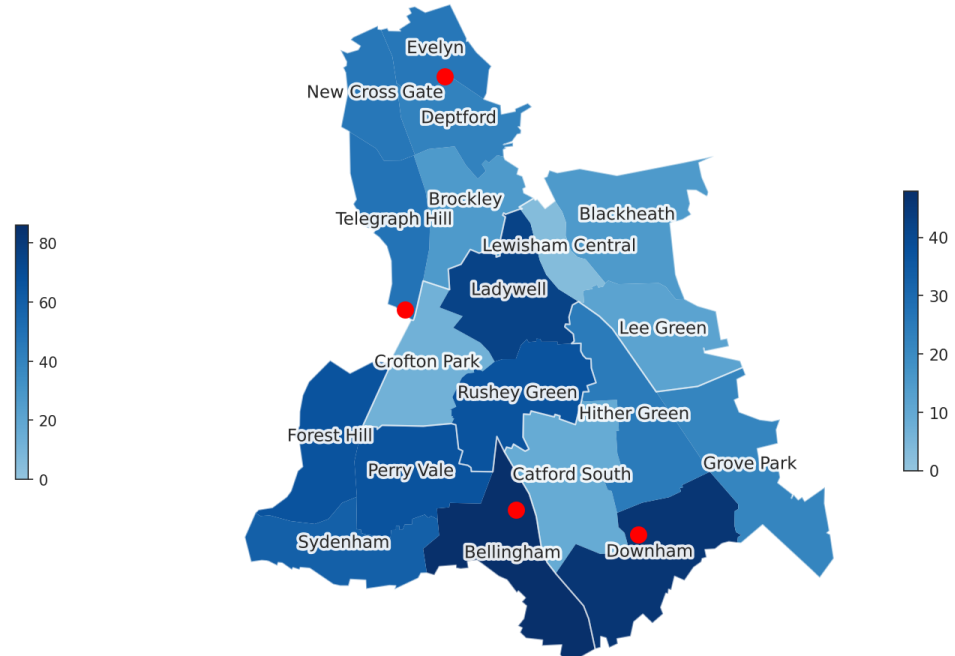 Evelyn
New Cross Gate
Deptford
Brockley
Telegraph Hill
Blackheath
Lewisham Central
Ladywell
Lee Green
Crofton Park
Rushey Green
Hither Green
Forest Hill
Perry Vale
Catford South
Grove Park
Sydenham
Bellingham
Downham
80
60
40
20
0
40
30
20
10
0